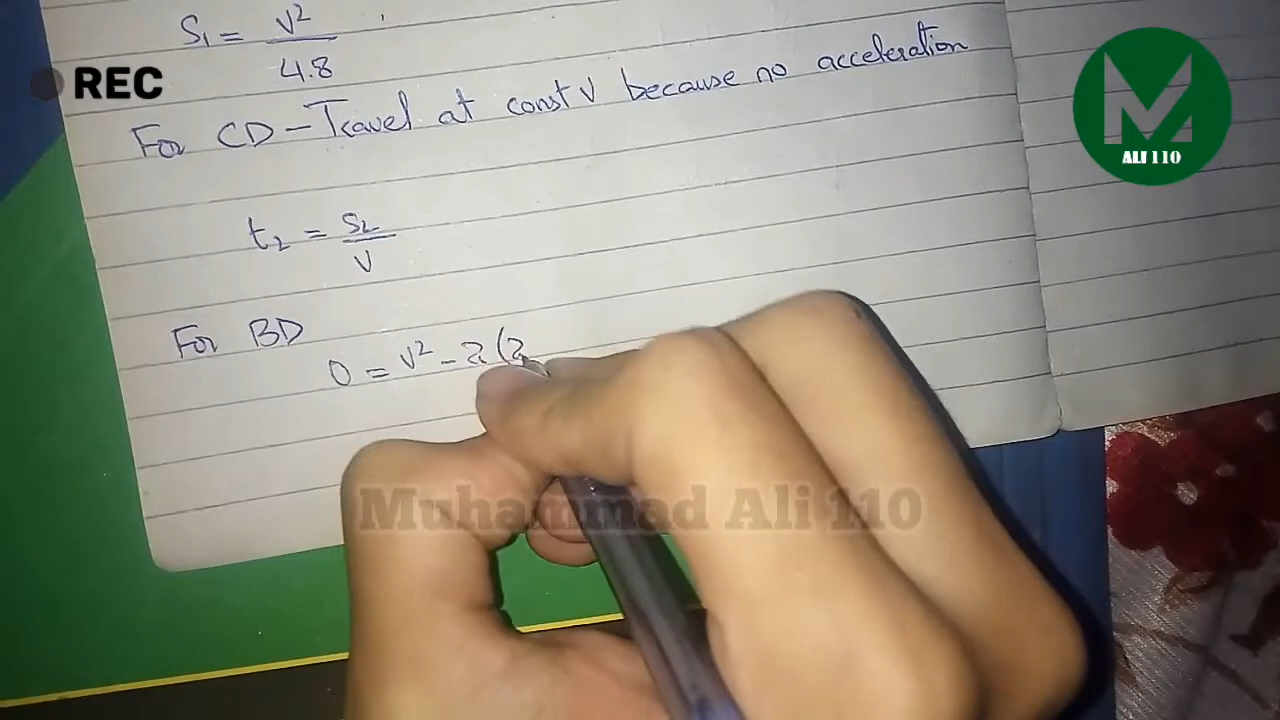 S₁ = V² / 4.8
REC
For CD - Travel at const V because no acceleration
M
ALI 110
t₂ = S₂ / V
For BD
0 = V² - 2(2
Muhammad Ali 110